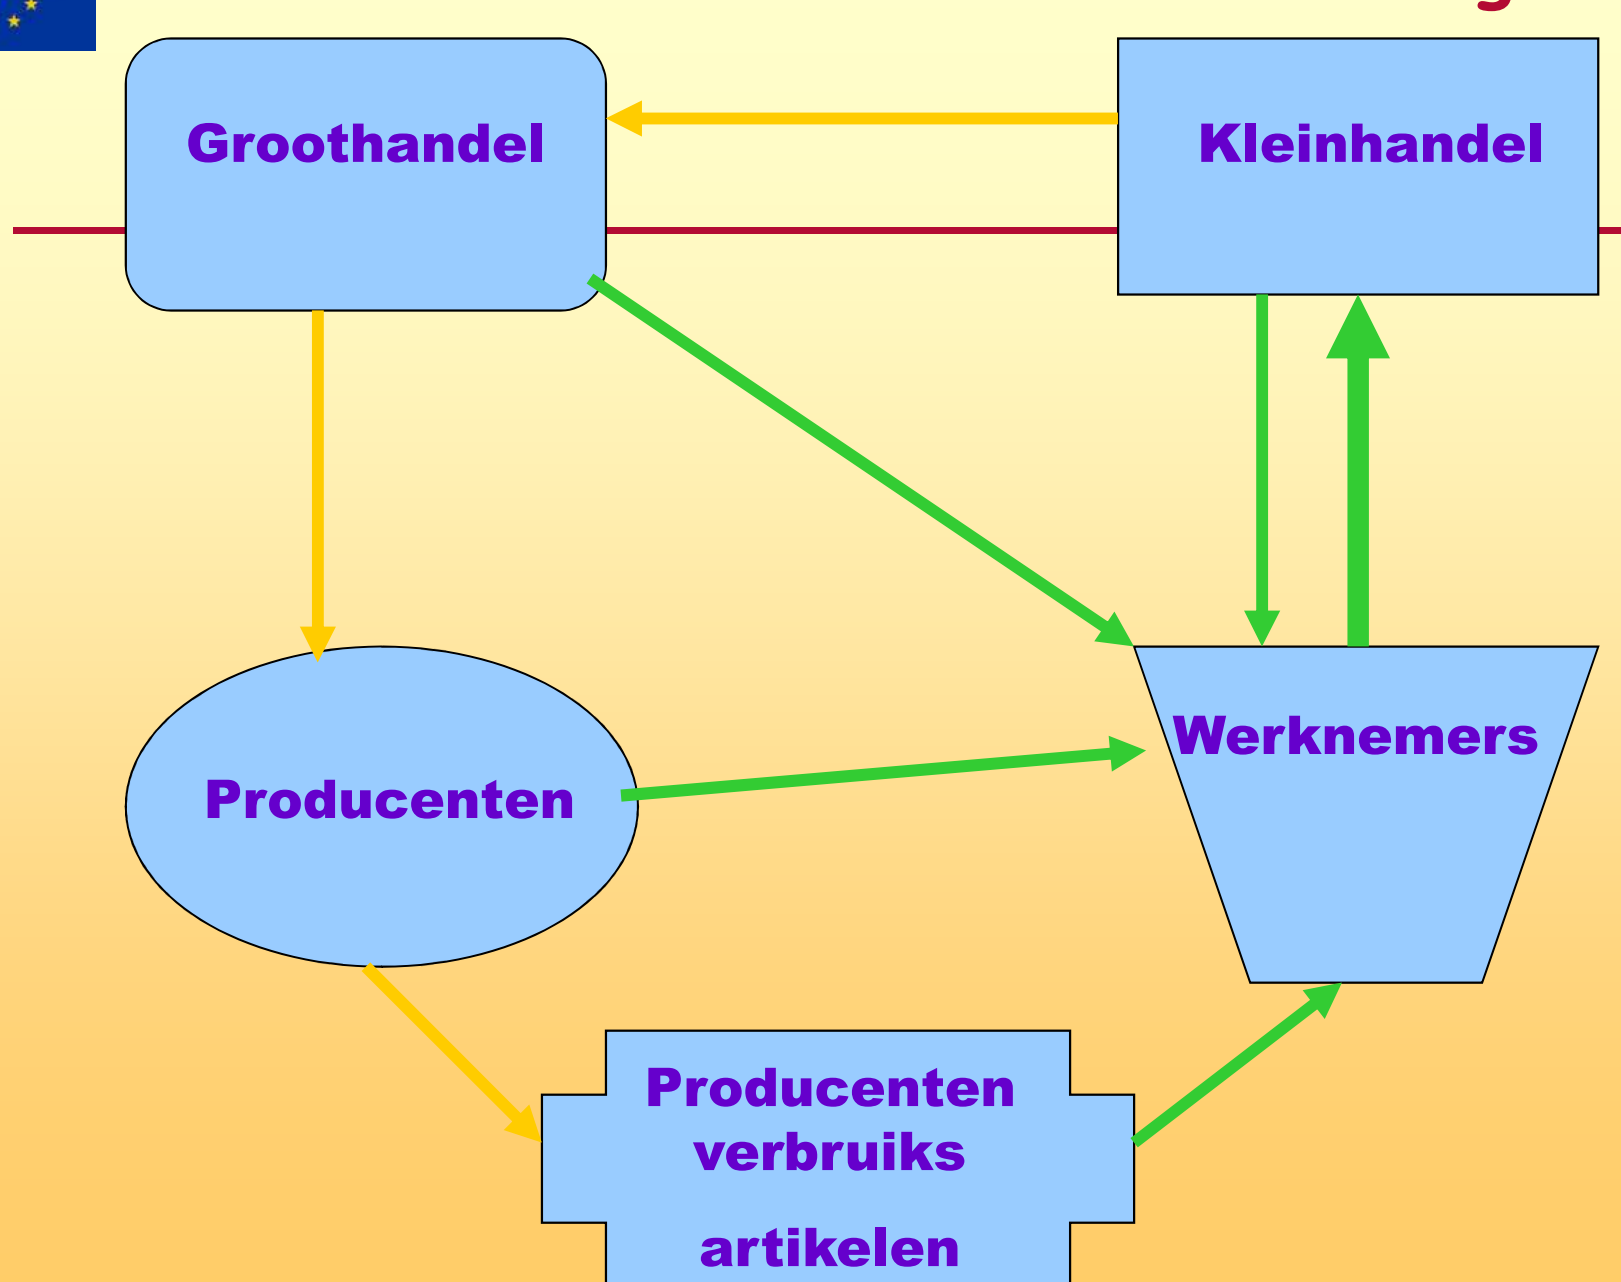 Groothandel
Kleinhandel
Werknemers
Producenten
Producenten
verbruiks
artikelen